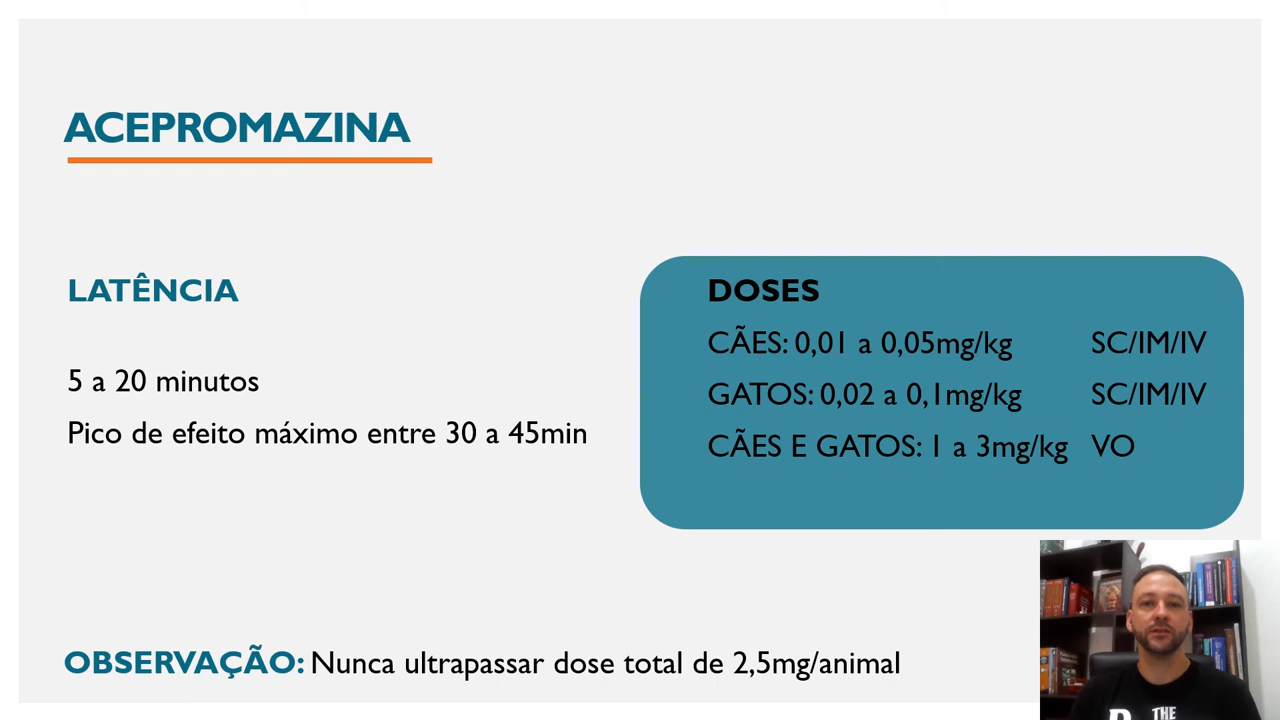 ACEPROMAZINA
LATÊNCIA
5 a 20 minutos
Pico de efeito máximo entre 30 a 45min
DOSES
CÃES: 0,01 a 0,05mg/kg SC/IM/IV
GATOS: 0,02 a 0,1mg/kg SC/IM/IV
CÃES E GATOS: 1 a 3mg/kg VO
OBSERVAÇÃO: Nunca ultrapassar dose total de 2,5mg/animal
THE